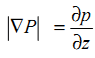 |∇P| = ∂p/∂z